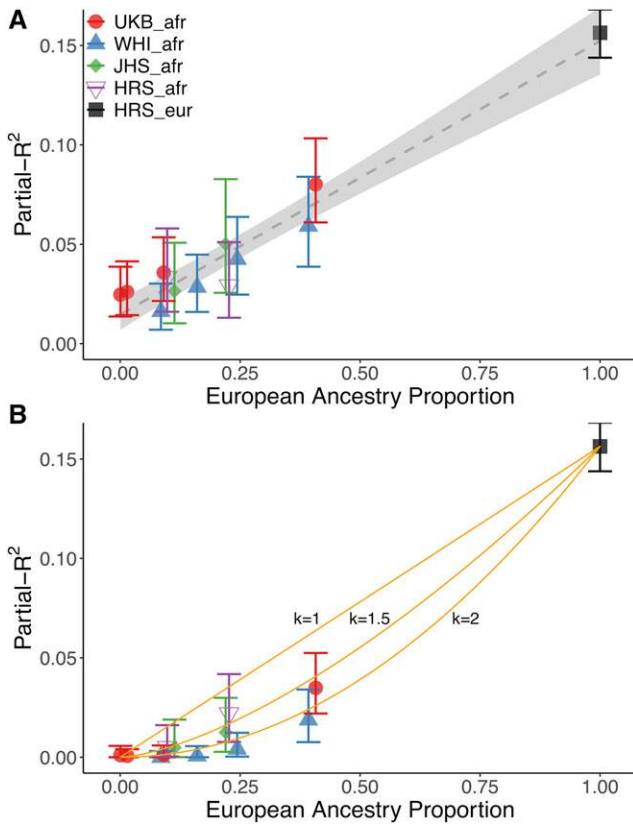 A
UKB_afr
WHI_afr
JHS_afr
HRS_afr
HRS_eur
Partial-R²
0.15
0.10
0.05
0.00
0.00 0.25 0.50 0.75 1.00
European Ancestry Proportion
B
Partial-R²
0.15
0.10
0.05
0.00
k=1 k=1.5 k=2
0.00 0.25 0.50 0.75 1.00
European Ancestry Proportion